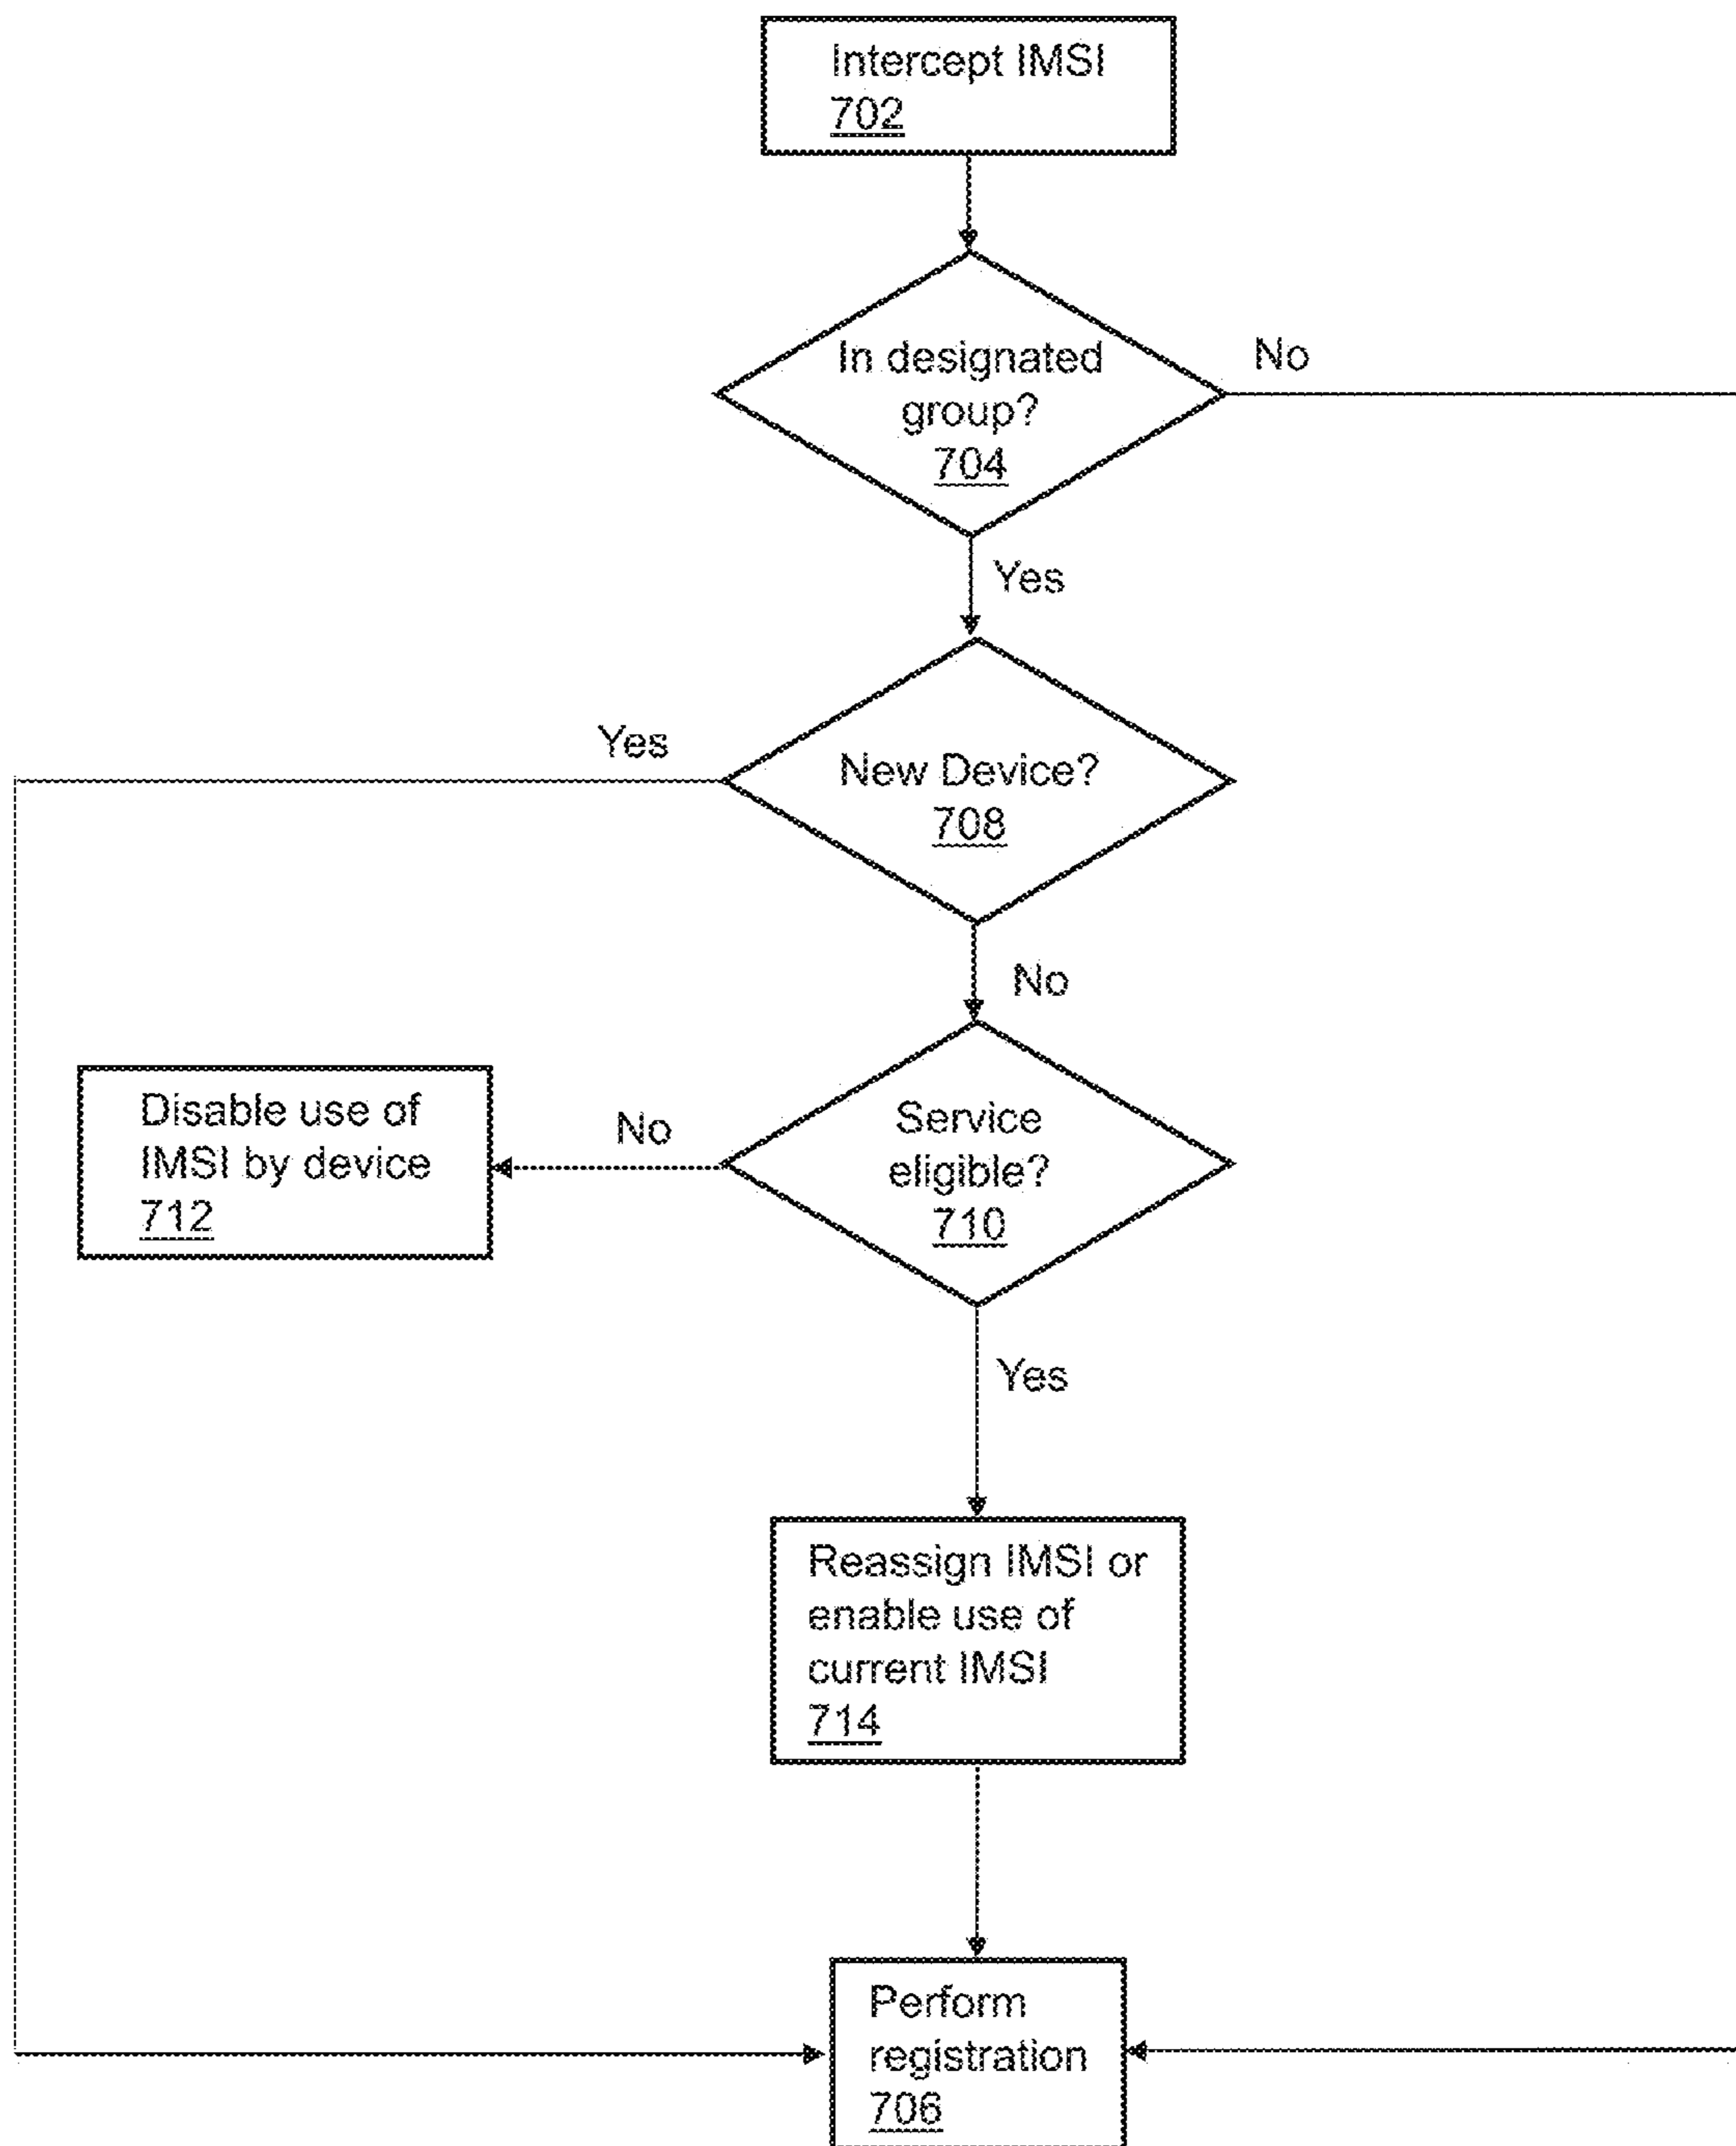 Intercept IMSI
702
In designated
group?
704
No
Yes
New Device?
708
Yes
No
Service
eligible?
710
No
Disable use of
IMSI by device
712
Yes
Reassign IMSI or
enable use of
current IMSI
714
Perform
registration
706